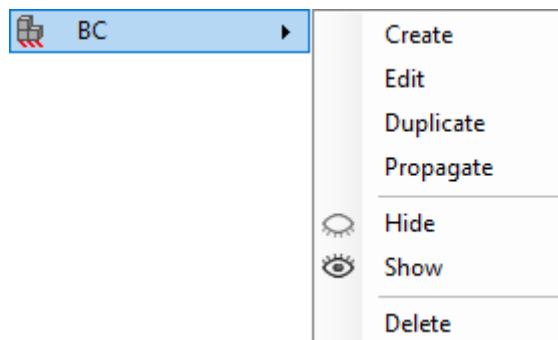 BC
Create
Edit
Duplicate
Propagate
Hide
Show
Delete